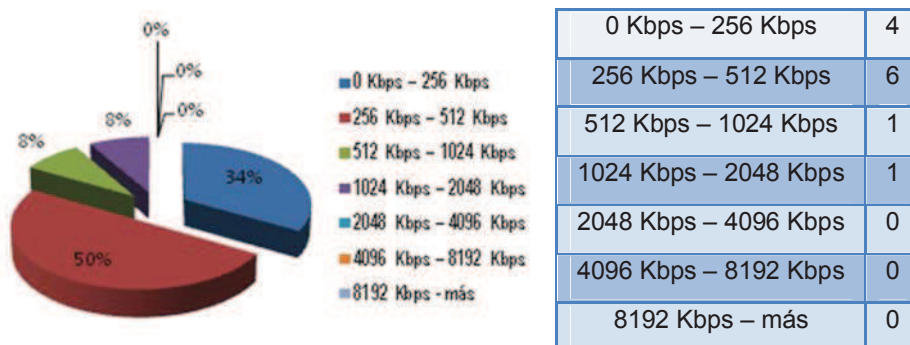 0%
0%
0%
8%
8%
34%
50%
0 Kbps – 256 Kbps
256 Kbps – 512 Kbps
512 Kbps – 1024 Kbps
1024 Kbps – 2048 Kbps
2048 Kbps – 4096 Kbps
4096 Kbps – 8192 Kbps
8192 Kbps - más
0 Kbps – 256 Kbps 4
256 Kbps – 512 Kbps 6
512 Kbps – 1024 Kbps 1
1024 Kbps – 2048 Kbps 1
2048 Kbps – 4096 Kbps 0
4096 Kbps – 8192 Kbps 0
8192 Kbps – más 0